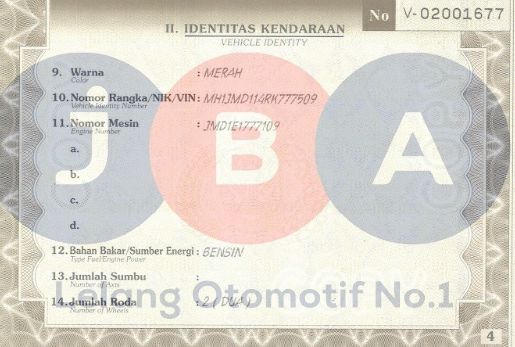 No V-02001677
II. IDENTITAS KENDARAAN
VEHICLE IDENTITY
9. Warna : MERAH
Color
10. Nomor Rangka/NIK/VIN : MH1JMD114RK777509
Vehicle Identity Number
11. Nomor Mesin : JMD1E1777109
Engine Number
a.
b.
c.
d.
j B A
12. Bahan Bakar/Sumber Energi : BENSIN
Type Fuel/Engine Power
13. Jumlah Sumbu :
Number of Axis
14. Jumlah Roda : 2 (DUA)
Number of Wheels
Lelang Otomotif No.1
4